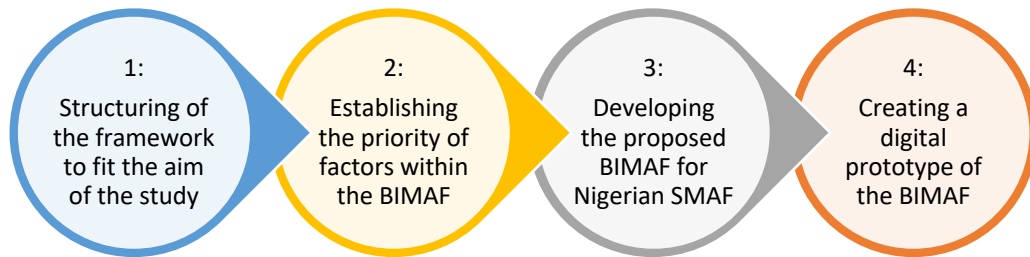 1:
Structuring of
the framework
to fit the aim
of the study
2:
Establishing
the priority of
factors within
the BIMAF
3:
Developing
the proposed
BIMAF for
Nigerian SMAF
4:
Creating a
digital
prototype of
the BIMAF